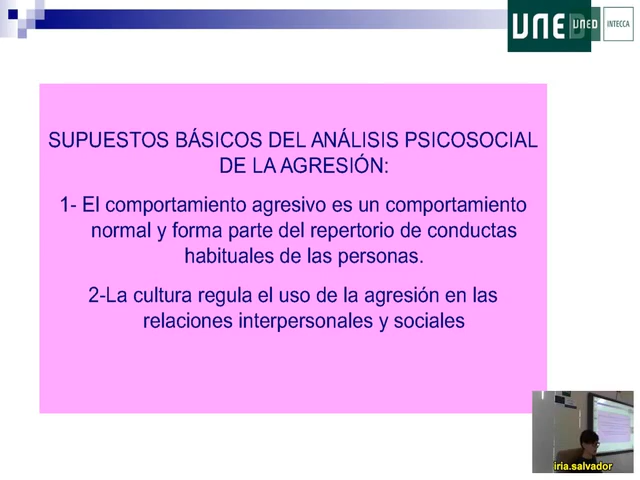 UNED
UNED
INTECCA
SUPUESTOS BÁSICOS DEL ANÁLISIS PSICOSOCIAL
DE LA AGRESIÓN:
1- El comportamiento agresivo es un comportamiento
normal y forma parte del repertorio de conductas
habituales de las personas.
2-La cultura regula el uso de la agresión en las
relaciones interpersonales y sociales
iria.salvador